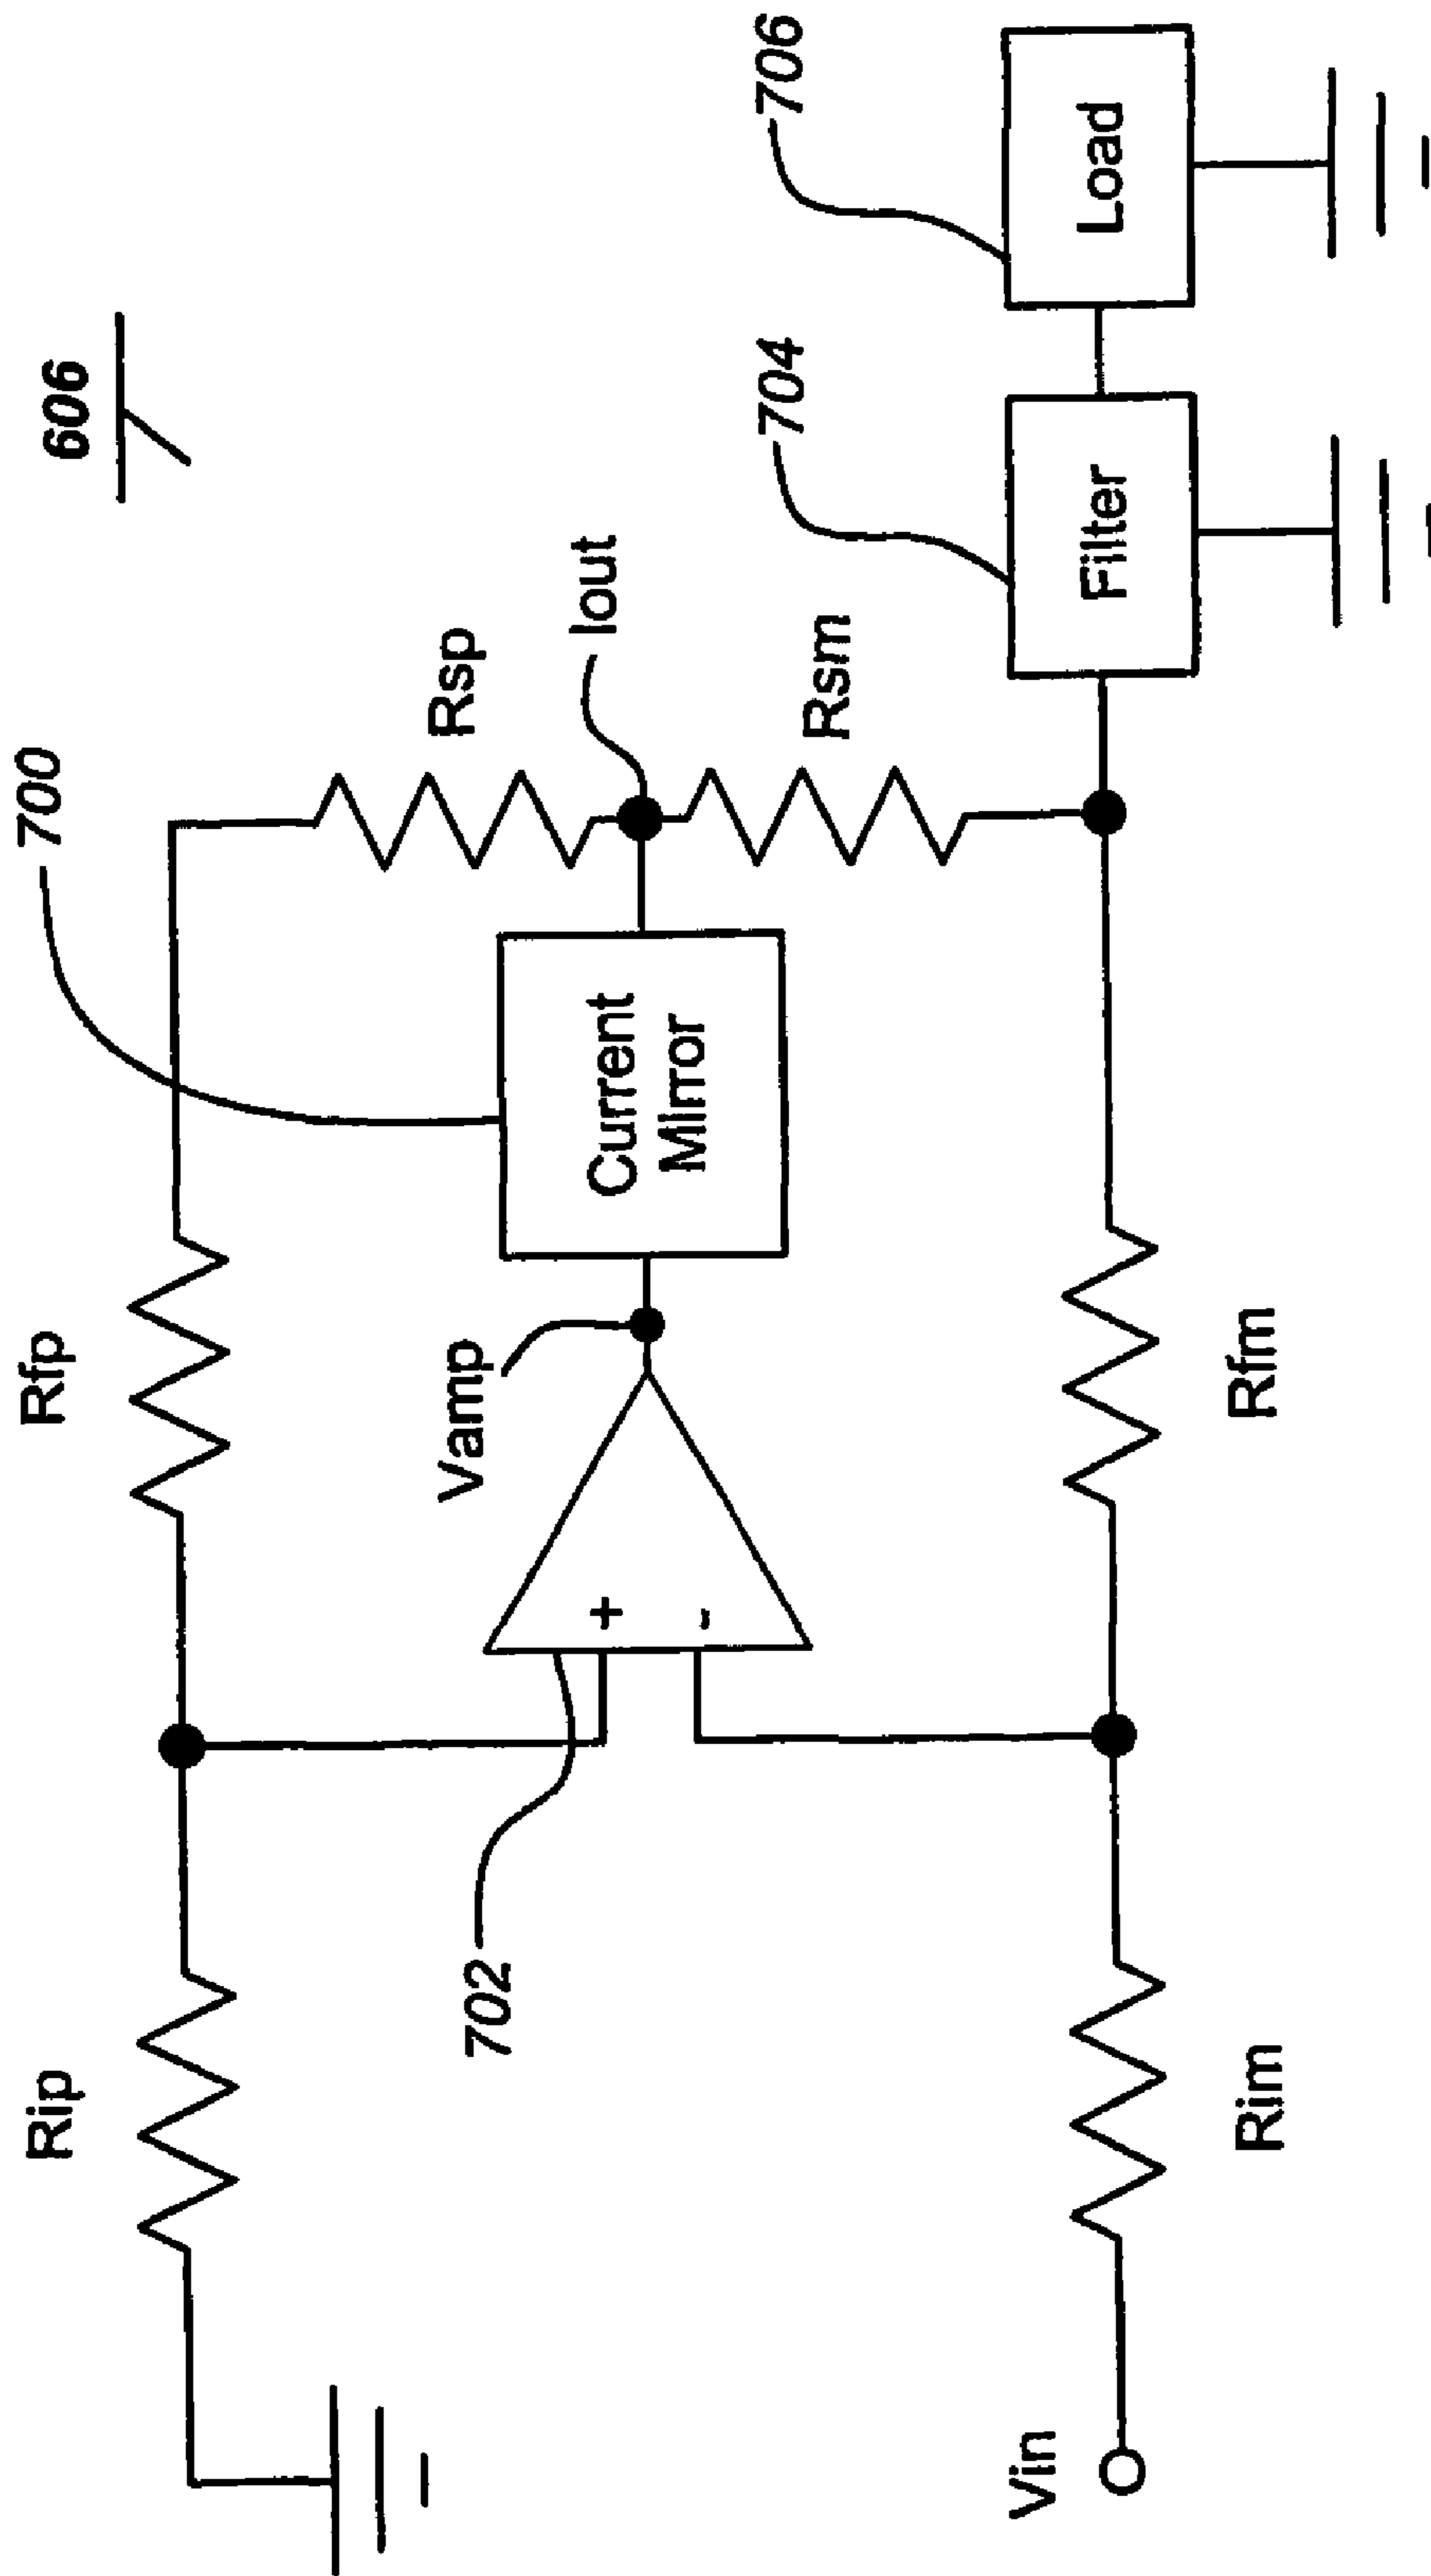 606
700
Rip
Rfp
Rsp
Vamp
Current
Mirror
Iout
702
+
-
Rsm
704
706
Vin
Rim
Rfm
Filter
Load